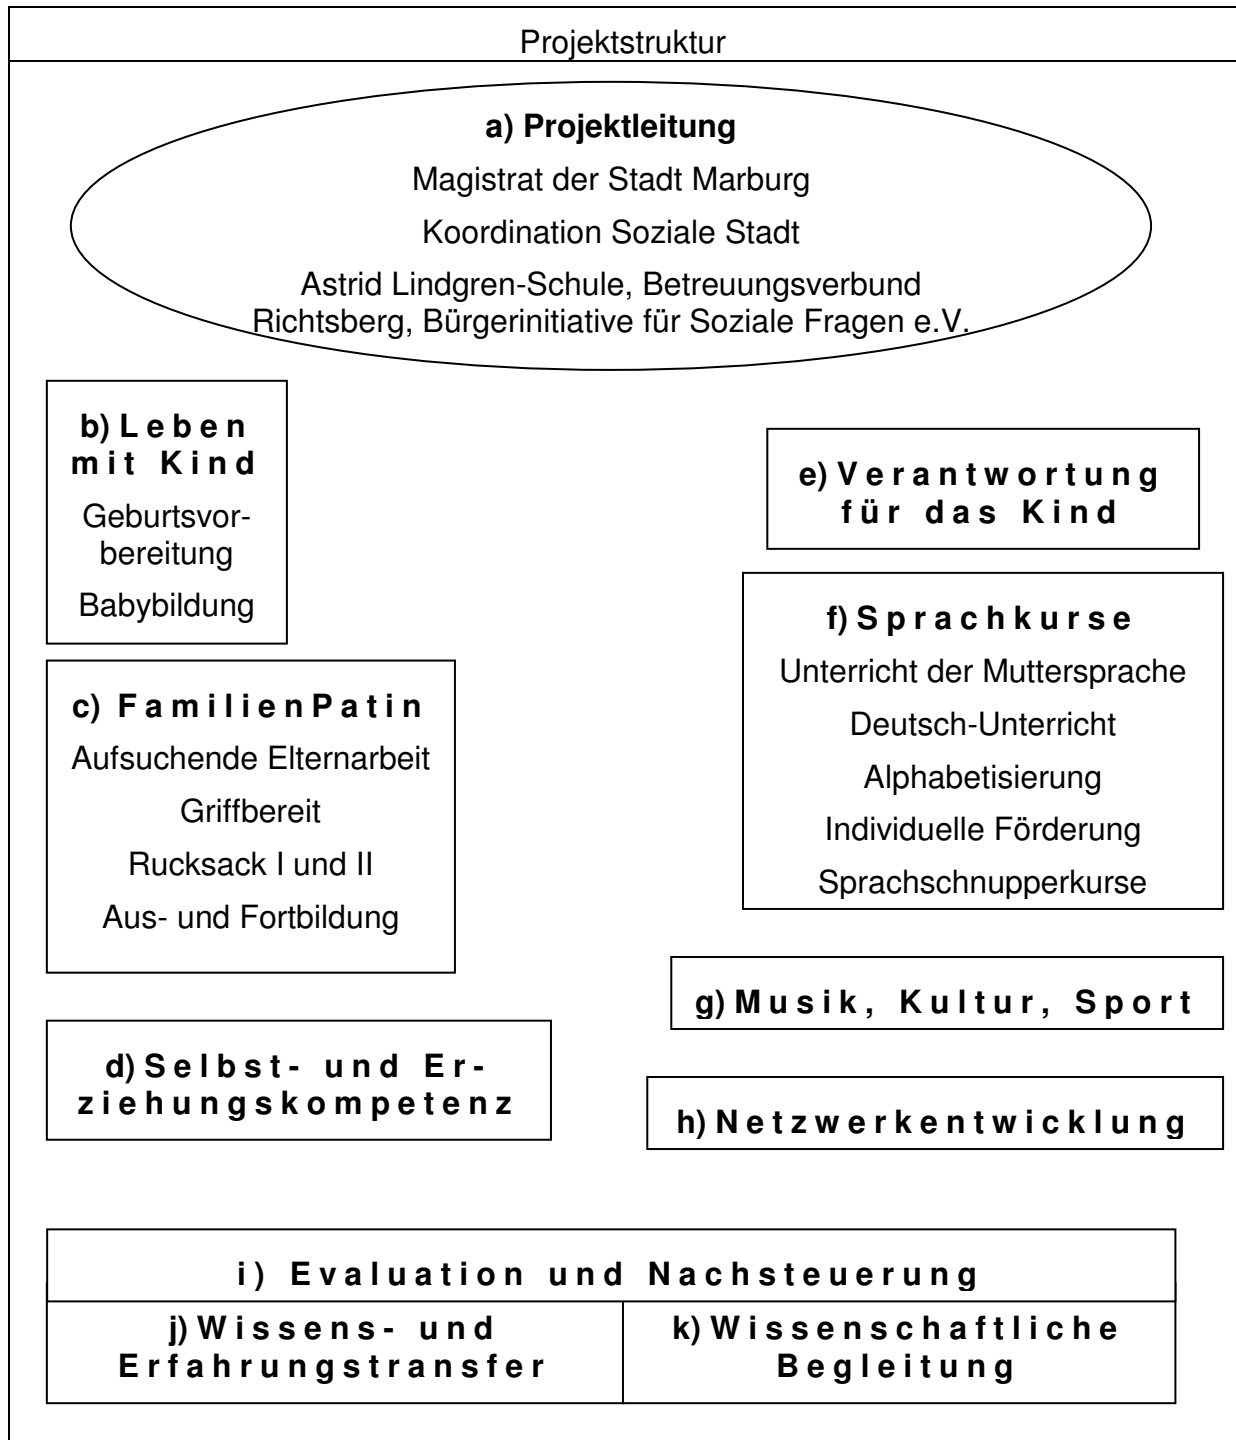 Projektstruktur
a) Projektleitung
Magistrat der Stadt Marburg
Koordination Soziale Stadt
Astrid Lindgren-Schule, Betreuungsverbund
Richtsberg, Bürgerinitiative für Soziale Fragen e.V.
b) Leben
mit Kind
Geburtsvor-
bereitung
Babybildung
c) FamilienPatin
Aufsuchende Elternarbeit
Griffbereit
Rucksack I und II
Aus- und Fortbildung
d) Selbst- und Er-
ziehungskompetenz
e) Verantwortung
für das Kind
f) Sprachkurse
Unterricht der Muttersprache
Deutsch-Unterricht
Alphabetisierung
Individuelle Förderung
Sprachschnupperkurse
g) Musik, Kultur, Sport
h) Netzwerkentwicklung
i) Evaluation und Nachsteuerung
j) Wissens- und
Erfahrungstransfer
k) Wissenschaftliche
Begleitung